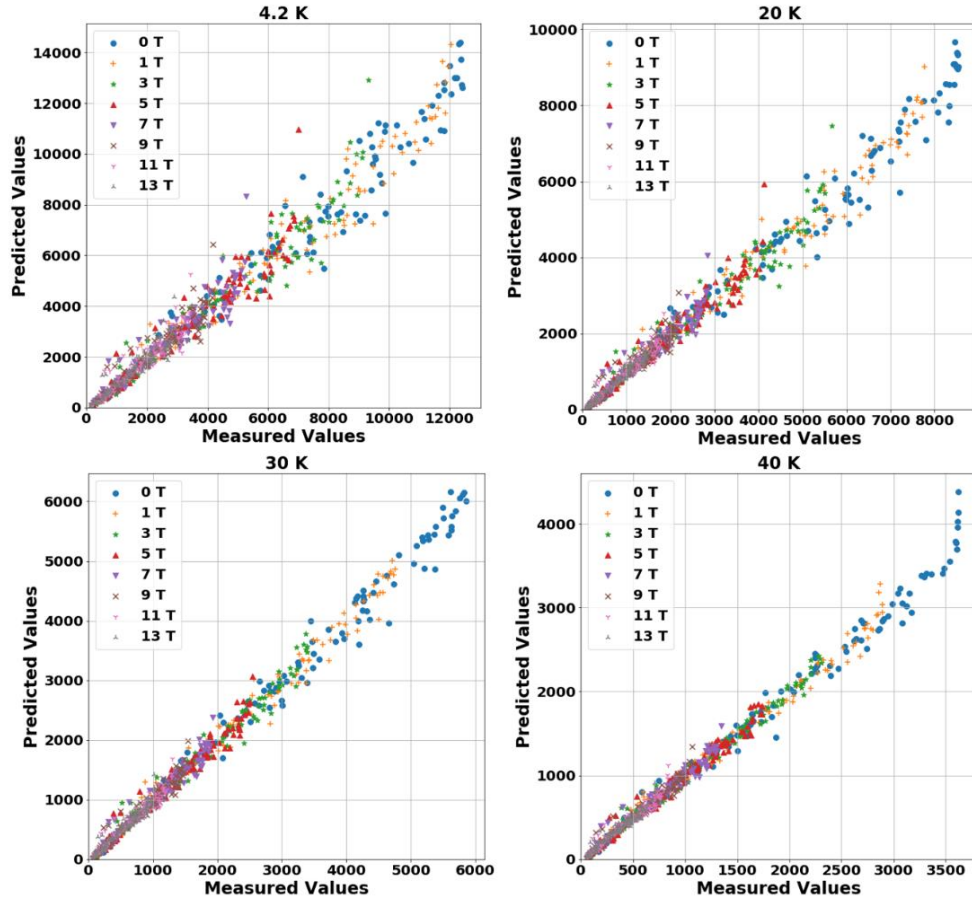 4.2 K
14000
12000
10000
8000
6000
4000
2000
0
Predicted Values
0 T
1 T
3 T
5 T
7 T
9 T
11 T
13 T
2000 4000 6000 8000 10000 12000
Measured Values
20 K
10000
8000
6000
4000
2000
0
Predicted Values
0 T
1 T
3 T
5 T
7 T
9 T
11 T
13 T
1000 2000 3000 4000 5000 6000 7000 8000
Measured Values
30 K
6000
5000
4000
3000
2000
1000
0
Predicted Values
0 T
1 T
3 T
5 T
7 T
9 T
11 T
13 T
0 1000 2000 3000 4000 5000 6000
Measured Values
40 K
4000
3000
2000
1000
0
Predicted Values
0 T
1 T
3 T
5 T
7 T
9 T
11 T
13 T
500 1000 1500 2000 2500 3000 3500
Measured Values